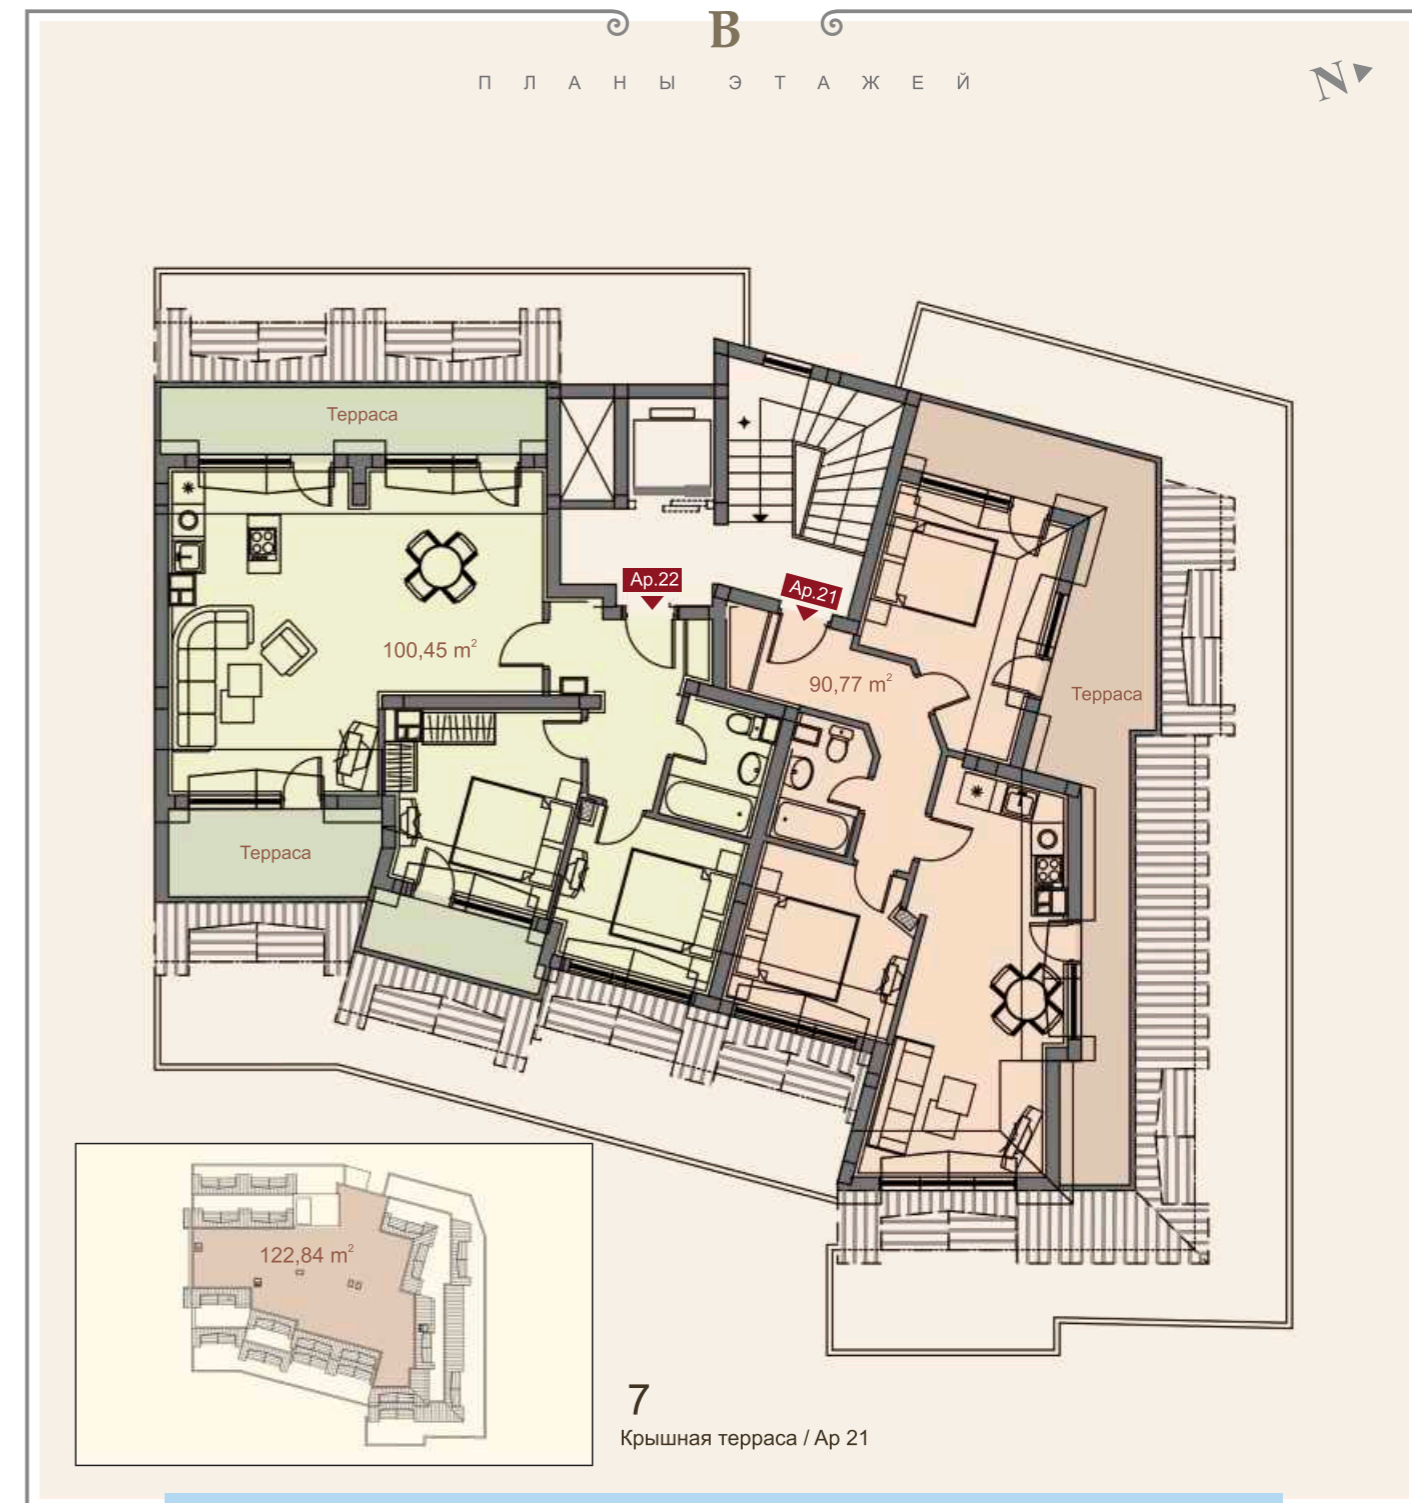 B
ПЛАНЫ ЭТАЖЕЙ
N
Терраса
Ap.22
Ap.21
100,45 m²
90,77 m²
Терраса
Терраса
122,84 m²
7
Крышная терраса / Ap 21